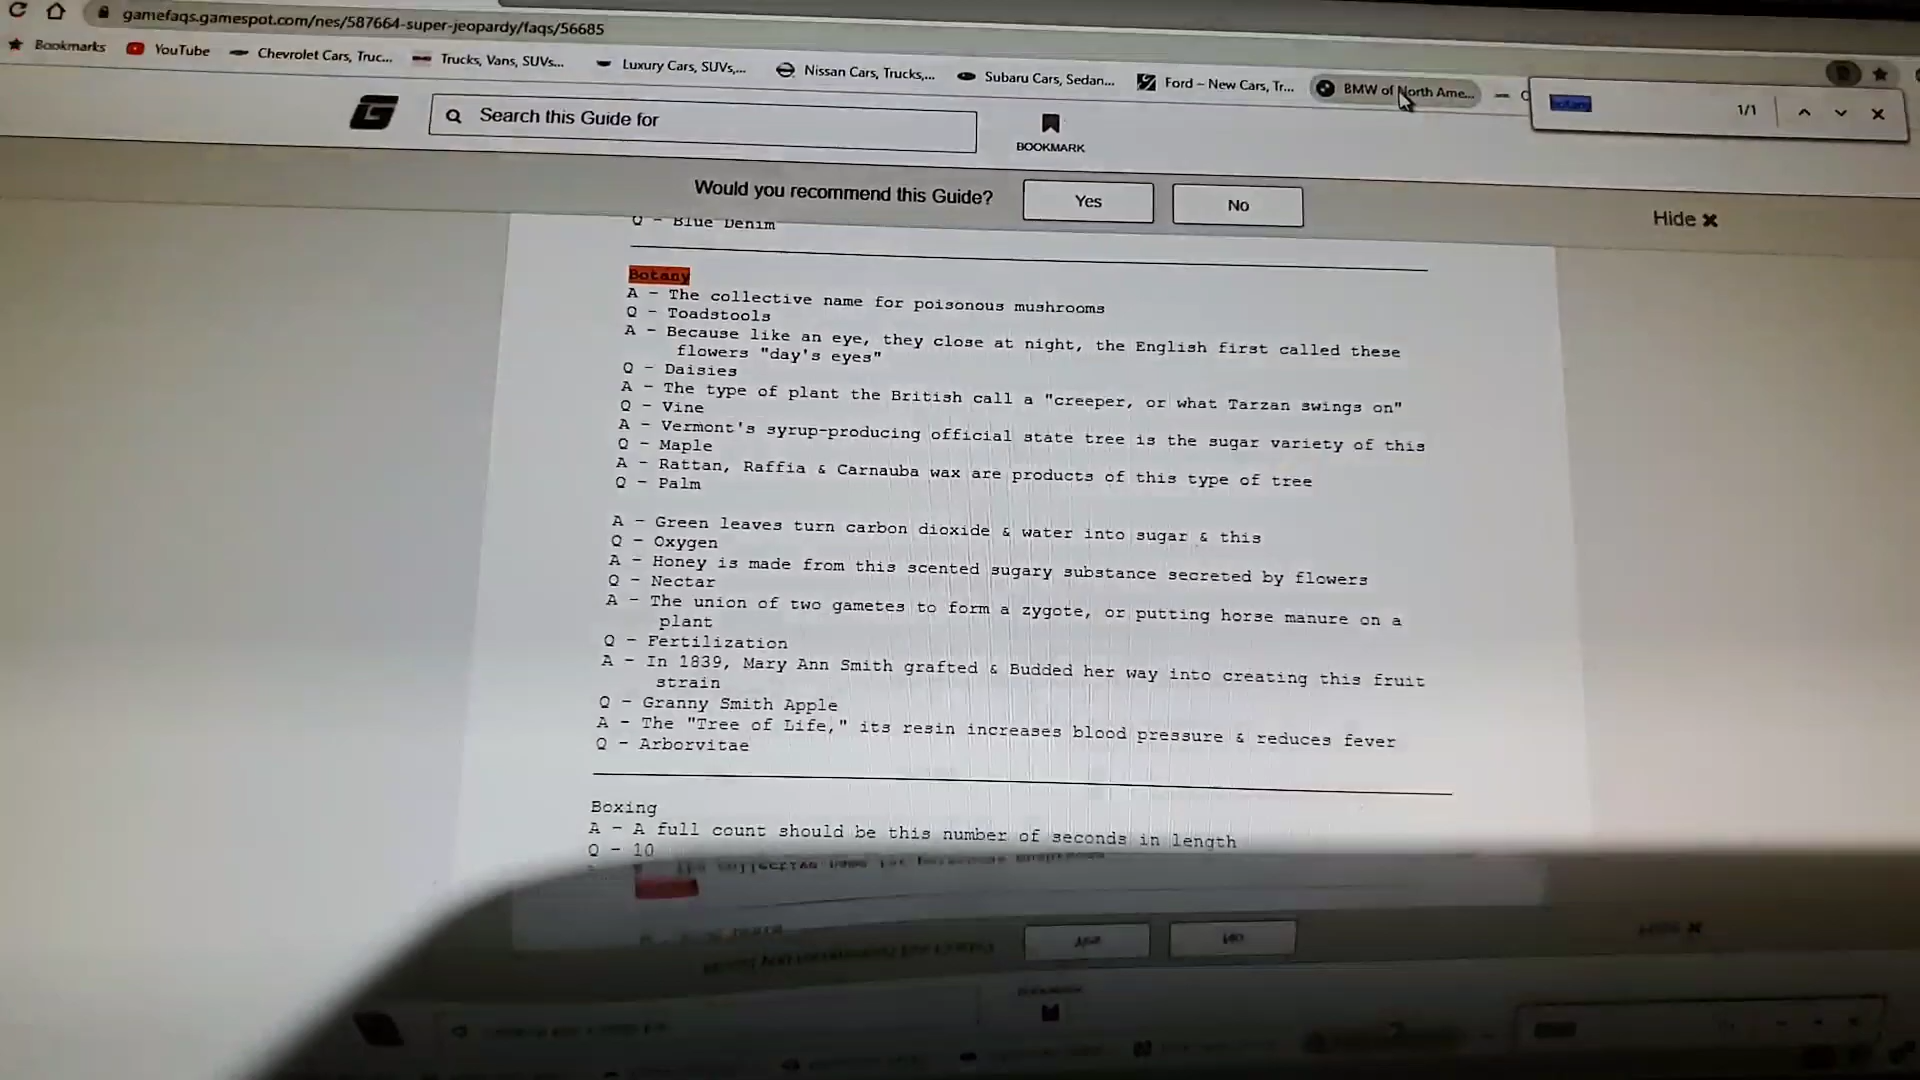 gamefaqs.gamespot.com/nes/587664-super-jeopardy/faqs/56685
Bookmarks YouTube Chevrolet Cars, Truc... Trucks, Vans, SUVs... Luxury Cars, SUVs,... Nissan Cars, Trucks,... Subaru Cars, Sedan... Ford – New Cars, Tr... BMW of North Ame... C
botany 1/1
Search this Guide for
BOOKMARK
Would you recommend this Guide? Yes No Hide X
Q - Blue Denim
Botany
A - The collective name for poisonous mushrooms
Q - Toadstools
A - Because like an eye, they close at night, the English first called these
flowers "day's eyes"
Q - Daisies
A - The type of plant the British call a "creeper, or what Tarzan swings on"
Q - Vine
A - Vermont's syrup-producing official state tree is the sugar variety of this
Q - Maple
A - Rattan, Raffia & Carnauba wax are products of this type of tree
Q - Palm
A - Green leaves turn carbon dioxide & water into sugar & this
Q - Oxygen
A - Honey is made from this scented sugary substance secreted by flowers
Q - Nectar
A - The union of two gametes to form a zygote, or putting horse manure on a
plant
Q - Fertilization
A - In 1839, Mary Ann Smith grafted & Budded her way into creating this fruit
strain
Q - Granny Smith Apple
A - The "Tree of Life," its resin increases blood pressure & reduces fever
Q - Arborvitae
Boxing
A - A full count should be this number of seconds in length
Q - 10